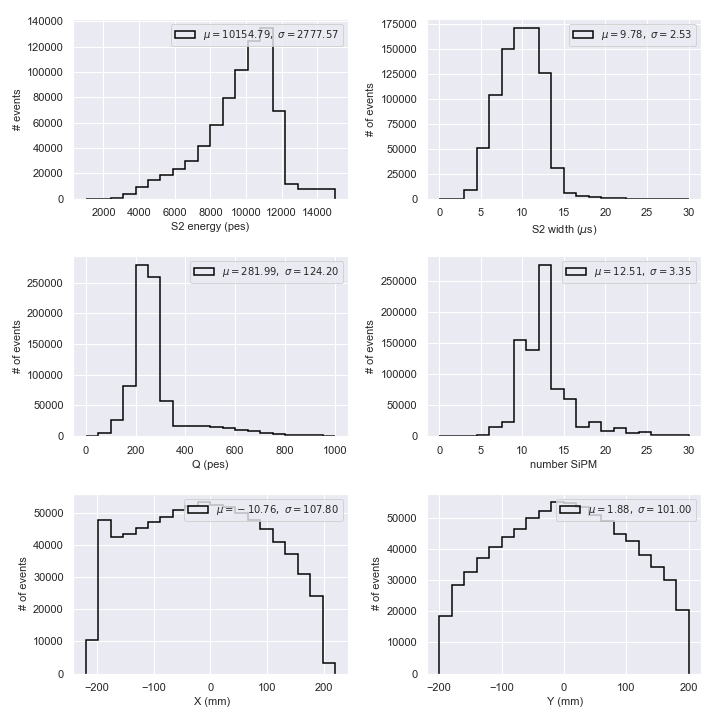 140000
120000
100000
80000
60000
40000
20000
0
# events
μ = 10154.79, σ = 2777.57
2000 4000 6000 8000 10000 12000 14000
S2 energy (pes)
175000
150000
125000
100000
75000
50000
25000
0
# of events
μ = 9.78, σ = 2.53
0 5 10 15 20 25 30
S2 width (μs)
250000
200000
150000
100000
50000
0
# of events
μ = 281.99, σ = 124.20
0 200 400 600 800 1000
Q (pes)
250000
200000
150000
100000
50000
0
# of events
μ = 12.51, σ = 3.35
0 5 10 15 20 25 30
number SiPM
50000
40000
30000
20000
10000
0
# of events
μ = −10.76, σ = 107.80
−200 −100 0 100 200
X (mm)
50000
40000
30000
20000
10000
0
# of events
μ = 1.88, σ = 101.00
−200 −100 0 100 200
Y (mm)